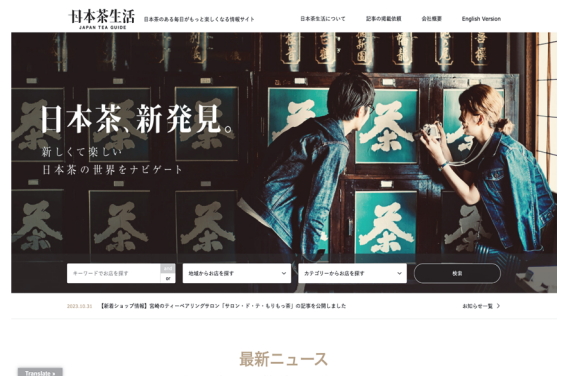 日本茶生活
JAPAN TEA GUIDE
日本茶のある毎日がもっと楽しくなる情報サイト
日本茶生活について
記事の掲載依頼
会社概要
English Version
日本茶、新発見。
新しくて楽しい
日本茶の世界をナビゲート
茶
茶
茶
茶
茶
茶
キーワードでお店を探す
or
地域からお店を探す
カテゴリーからお店を探す
検索
2023.10.31 【新着ショップ情報】宮崎のティーペアリングサロン「サロン・ド・テ・もりもっ茶」の記事を公開しました
お知らせ一覧
最新ニュース
Translate »